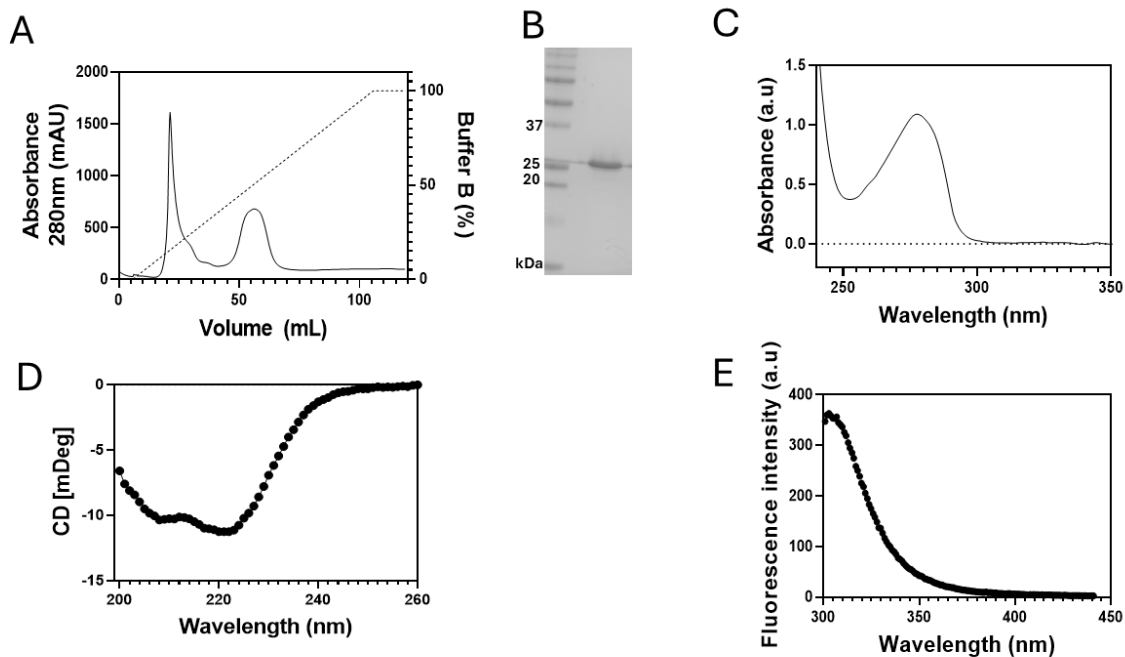 A
Absorbance
280nm (mAU)
2000
1500
1000
500
0
0
50
100
Volume (mL)
100
50
0
Buffer B (%)
B
37
25
20
kDa
C
Absorbance (a.u)
1.5
1.0
0.5
0.0
250
300
350
Wavelength (nm)
D
CD [mDeg]
0
-5
-10
-15
200
220
240
260
Wavelength (nm)
E
Fluorescence intensity (a.u)
400
300
200
100
0
300
350
400
450
Wavelength (nm)